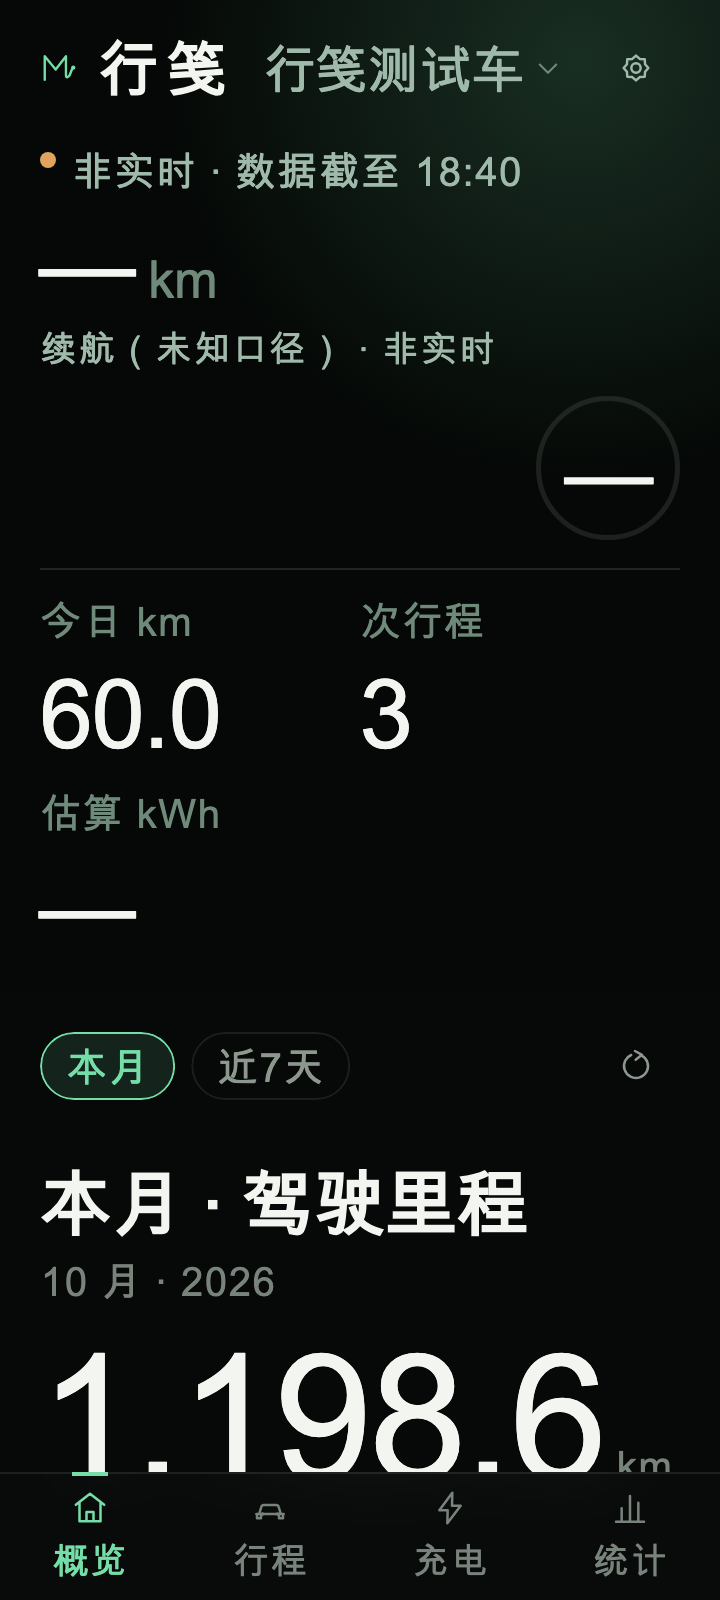 行笺 行笺测试车
非实时 · 数据截至 18:40
— km
续航（未知口径）· 非实时
—
今日 km 次行程
60.0 3
估算 kWh
—
本月 近7天
本月 · 驾驶里程
10 月 · 2026
1,198.6 km
概览 行程 充电 统计